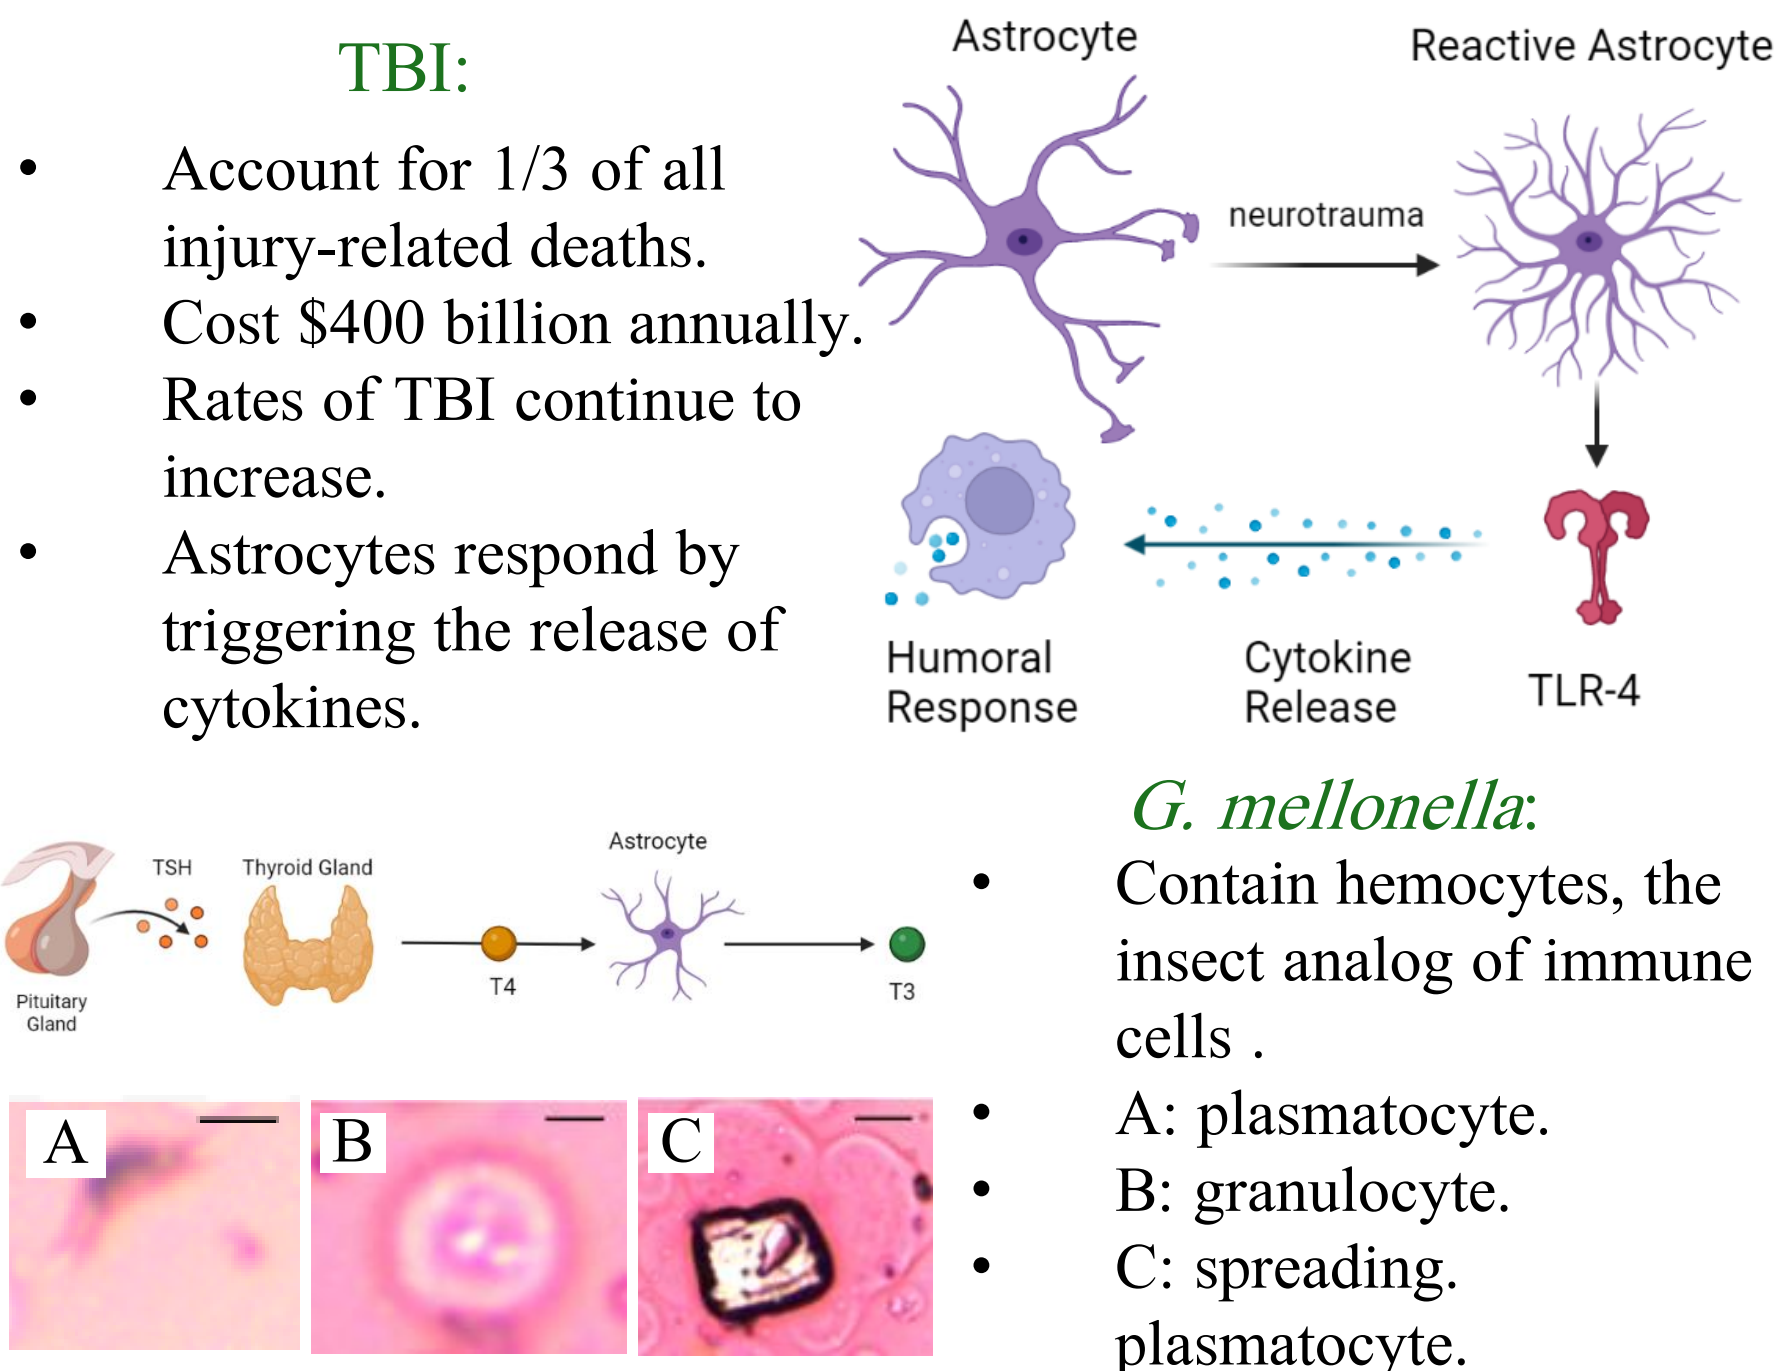 TBI:
• Account for 1/3 of all
injury-related deaths.
• Cost $400 billion annually.
• Rates of TBI continue to
increase.
• Astrocytes respond by
triggering the release of
cytokines.
Astrocyte
Reactive Astrocyte
neurotrauma
Humoral
Response
Cytokine
Release
TLR-4
TSH
Thyroid Gland
Astrocyte
Pituitary
Gland
T4
T3
G. mellonella:
• Contain hemocytes, the
insect analog of immune
cells .
• A: plasmatocyte.
• B: granulocyte.
• C: spreading.
plasmatocyte.
A
B
C